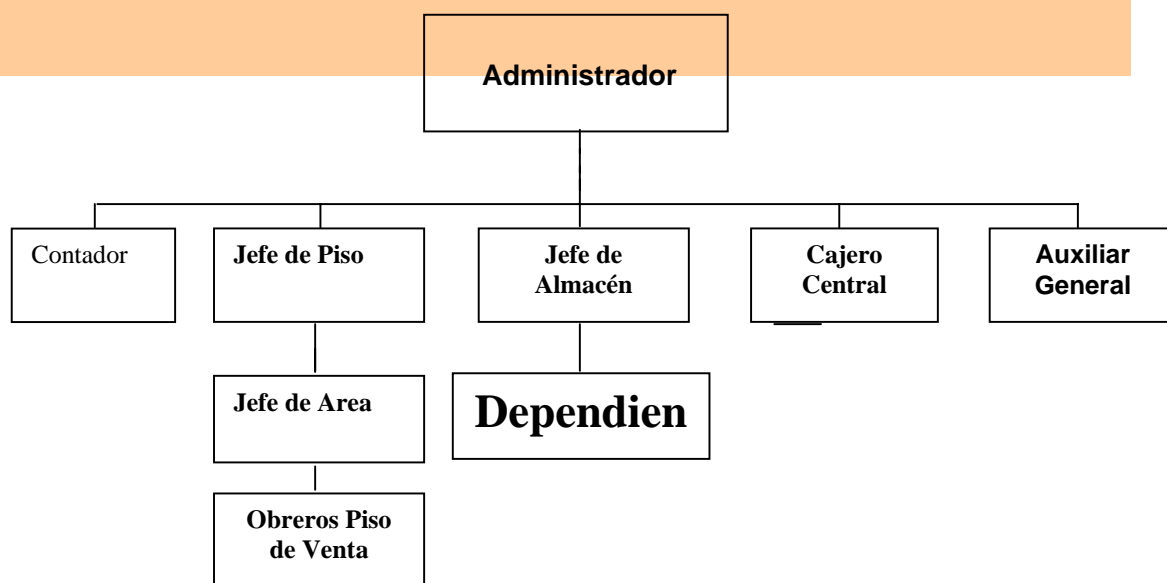 Administrador
Contador
Jefe de Piso
Jefe de
Almacén
Cajero
Central
Auxiliar
General
Jefe de Area
Dependien
Obreros Piso
de Venta